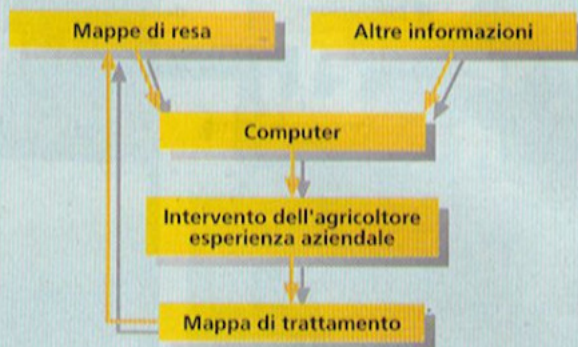 Mappe di resa
Altre informazioni
Computer
Intervento dell'agricoltore
esperienza aziendale
Mappa di trattamento